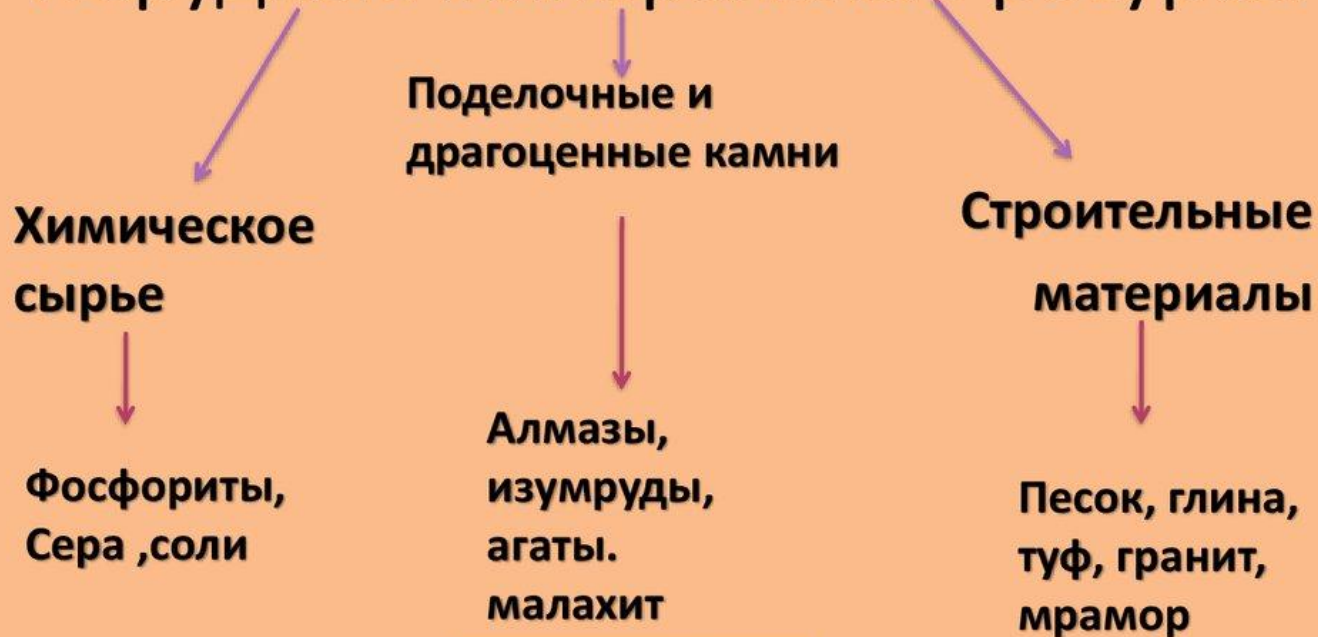 Поделочные и
драгоценные камни
Химическое
сырье
Строительные
материалы
Фосфориты,
Сера ,соли
Алмазы,
изумруды,
агаты.
малахит
Песок, глина,
туф, гранит,
мрамор